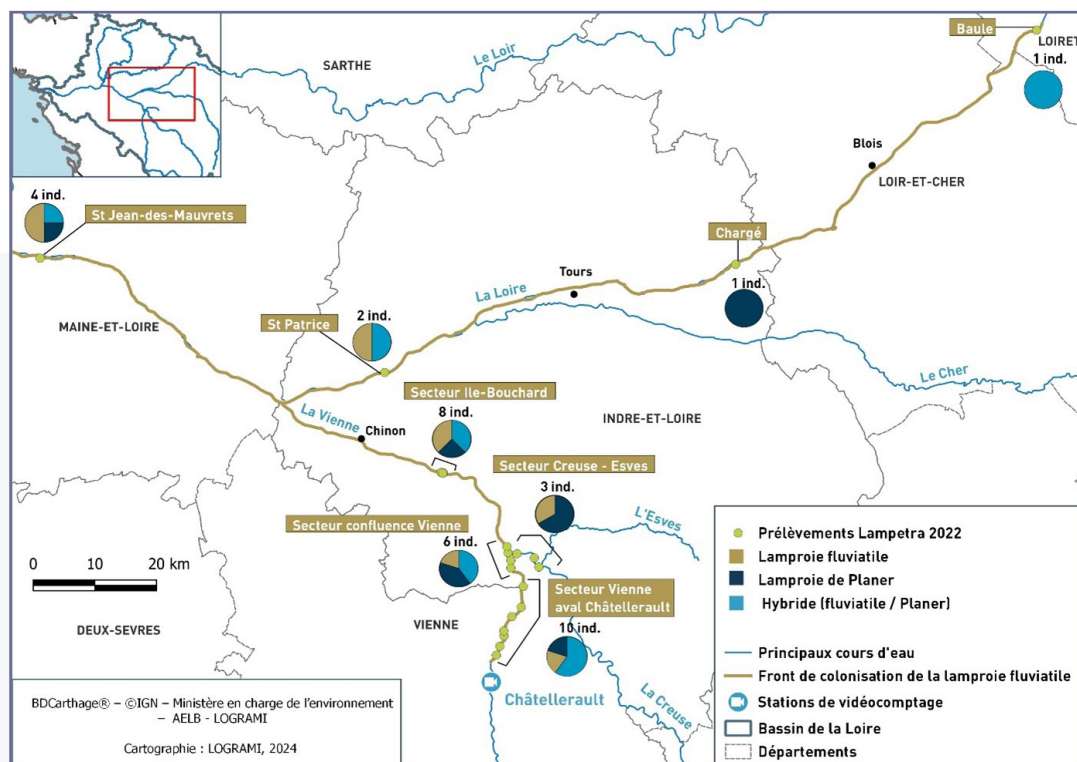 SARTHE
Le Loir
Baule
LOIRET
1 ind.
Blois
LOIR-ET-CHER
4 ind.
St Jean-des-Mauvrets
Chargé
Tours
La Loire
1 ind.
MAINE-ET-LOIRE
2 ind.
St Patrice
Le Cher
Secteur Ile-Bouchard
La Vienne
8 ind.
INDRE-ET-LOIRE
Chinon
Secteur Creuse - Esves
3 ind.
L'Esves
Secteur confluence Vienne
6 ind.
0 10 20 km
Secteur Vienne
aval Châtellerault
DEUX-SEVRES
VIENNE
10 ind.
Châtellerault
La Creuse
BDCarthage® – ©IGN – Ministère en charge de l'environnement
– AELB - LOGRAMI
Cartographie : LOGRAMI, 2024
Prélèvements Lampetra 2022
Lamproie fluviatile
Lamproie de Planer
Hybride (fluviatile / Planer)
Principaux cours d'eau
Front de colonisation de la lamproie fluviatile
Stations de vidéocomptage
Bassin de la Loire
Départements